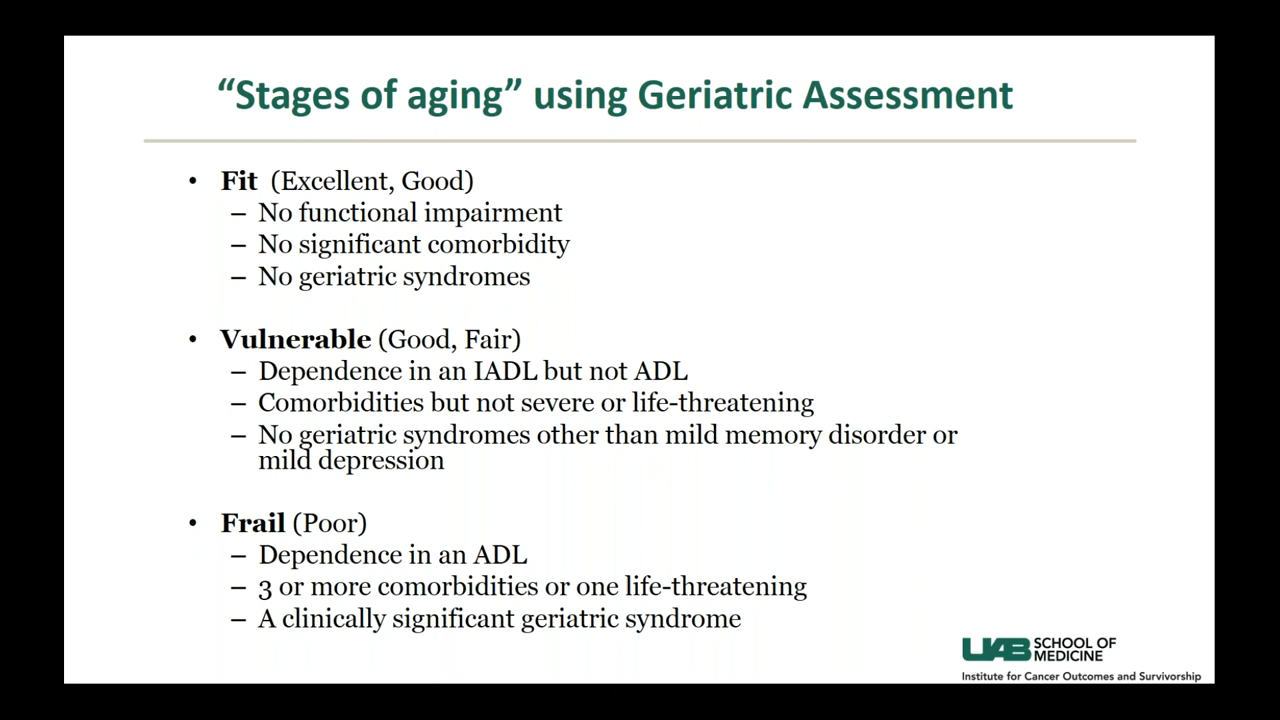 “Stages of aging” using Geriatric Assessment
• Fit (Excellent, Good)
– No functional impairment
– No significant comorbidity
– No geriatric syndromes
• Vulnerable (Good, Fair)
– Dependence in an IADL but not ADL
– Comorbidities but not severe or life-threatening
– No geriatric syndromes other than mild memory disorder or
mild depression
• Frail (Poor)
– Dependence in an ADL
– 3 or more comorbidities or one life-threatening
– A clinically significant geriatric syndrome
UAB SCHOOL OF
MEDICINE
Institute for Cancer Outcomes and Survivorship